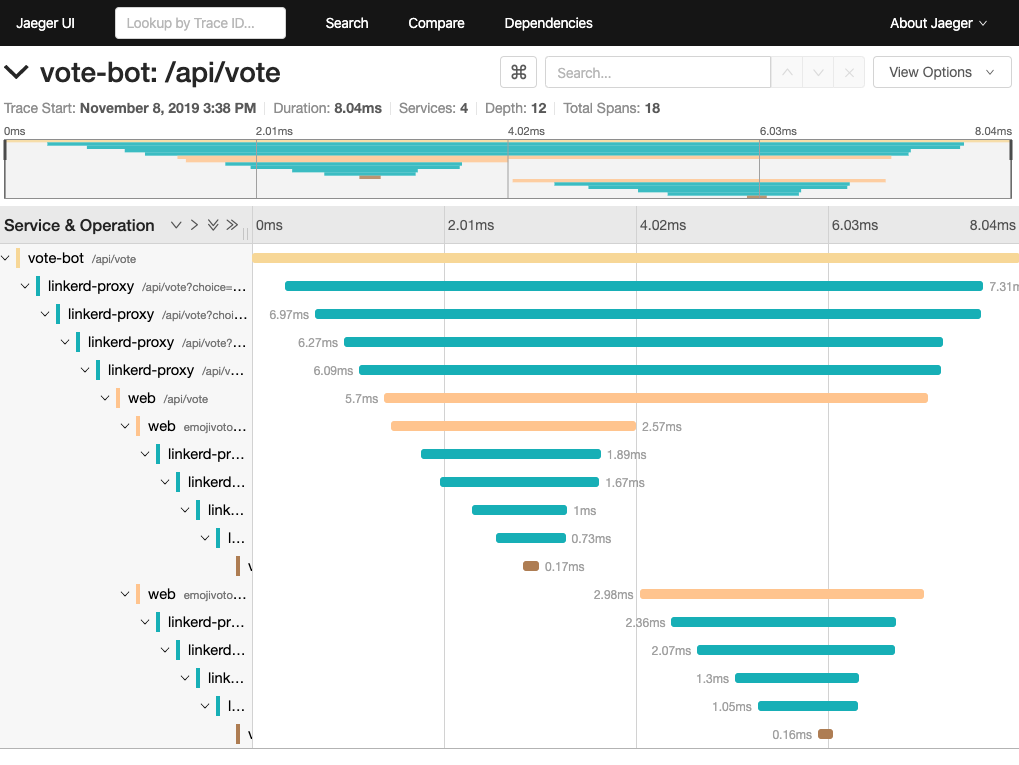 Jaeger UI Lookup by Trace ID... Search Compare Dependencies About Jaeger
vote-bot: /api/vote ⌘ Search... View Options
Trace Start: November 8, 2019 3:38 PM Duration: 8.04ms Services: 4 Depth: 12 Total Spans: 18
0ms 2.01ms 4.02ms 6.03ms 8.04ms
Service & Operation 0ms 2.01ms 4.02ms 6.03ms 8.04ms
vote-bot /api/vote
linkerd-proxy /api/vote?choice=... 7.31m
linkerd-proxy /api/vote?choi... 6.97ms
linkerd-proxy /api/vote?... 6.27ms
linkerd-proxy /api/v... 6.09ms
web /api/vote 5.7ms
web emojivoto... 2.57ms
linkerd-pr... 1.89ms
linkerd... 1.67ms
link... 1ms
l... 0.73ms
v 0.17ms
web emojivoto... 2.98ms
linkerd-pr... 2.36ms
linkerd... 2.07ms
link... 1.3ms
l... 1.05ms
v 0.16ms